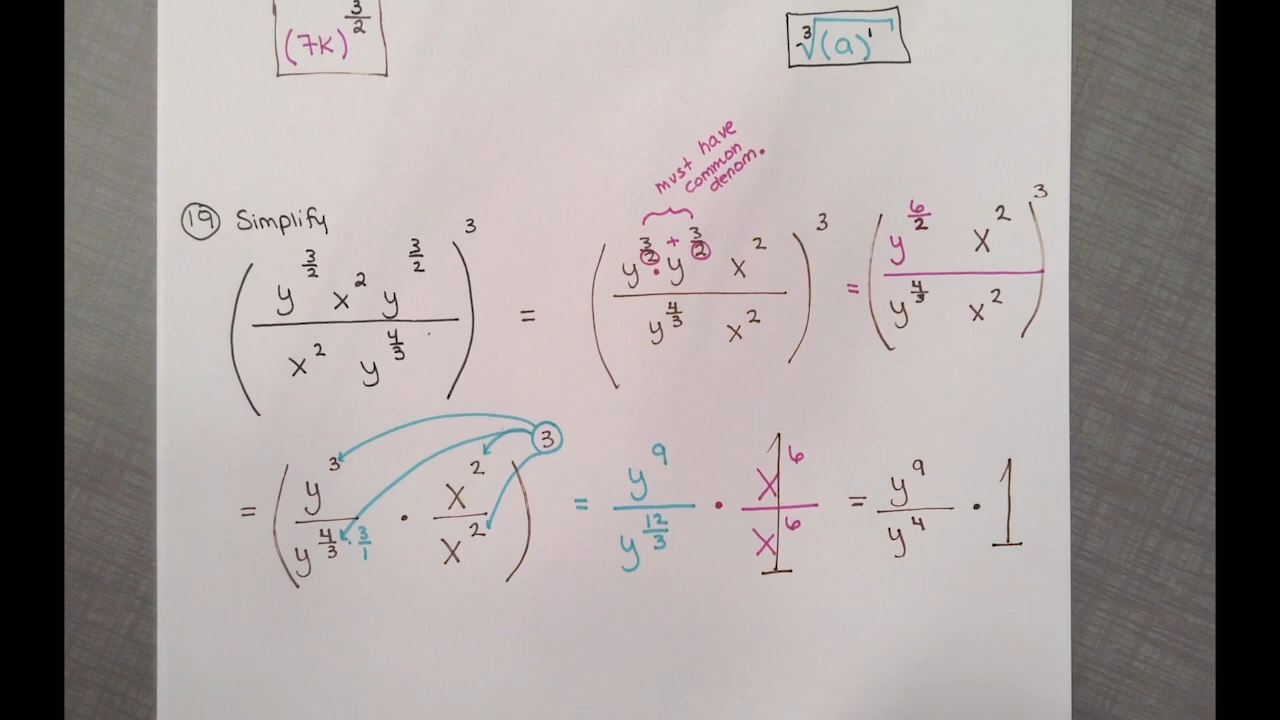 (7k)^(3/2)
∛(a)^1
must have
common
denom.
⑲ Simplify
( y^(3/2) x^2 y^(3/2) / x^2 y^(4/3) )^3 = ( y^(3/2) · y^(3/2) x^2 / y^(4/3) x^2 )^3 = ( y^(6/2) x^2 / y^(4/3) x^2 )^3
+
= ( y^3 / y^(4/3 · 3/1) · x^2 / x^2 )^3 = y^9 / y^(12/3) · x^6 / x^6 = y^9 / y^4 · 1
1